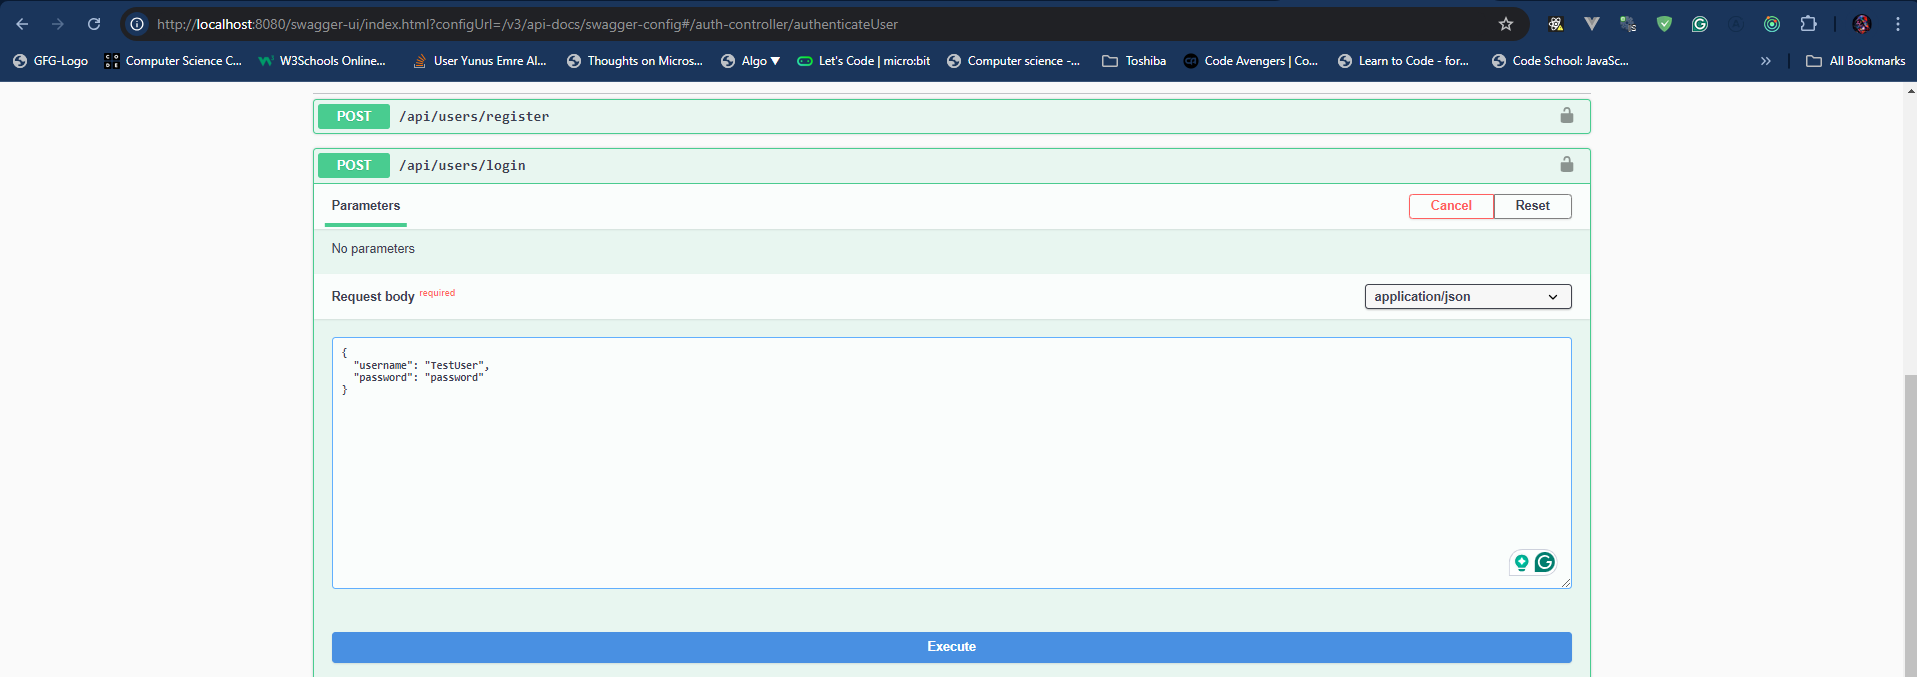 http://localhost:8080/swagger-ui/index.html?configUrl=/v3/api-docs/swagger-config#/auth-controller/authenticateUser
GFG-Logo Computer Science C... W3Schools Online... User Yunus Emre Al... Thoughts on Micros... Algo ▼ Let's Code | micro:bit Computer science -... Toshiba Code Avengers | Co... Learn to Code - for... Code School: JavaSc... » All Bookmarks
POST /api/users/register
POST /api/users/login
Parameters Cancel Reset
No parameters
Request body required application/json
{
"username": "TestUser",
"password": "password"
}
Execute